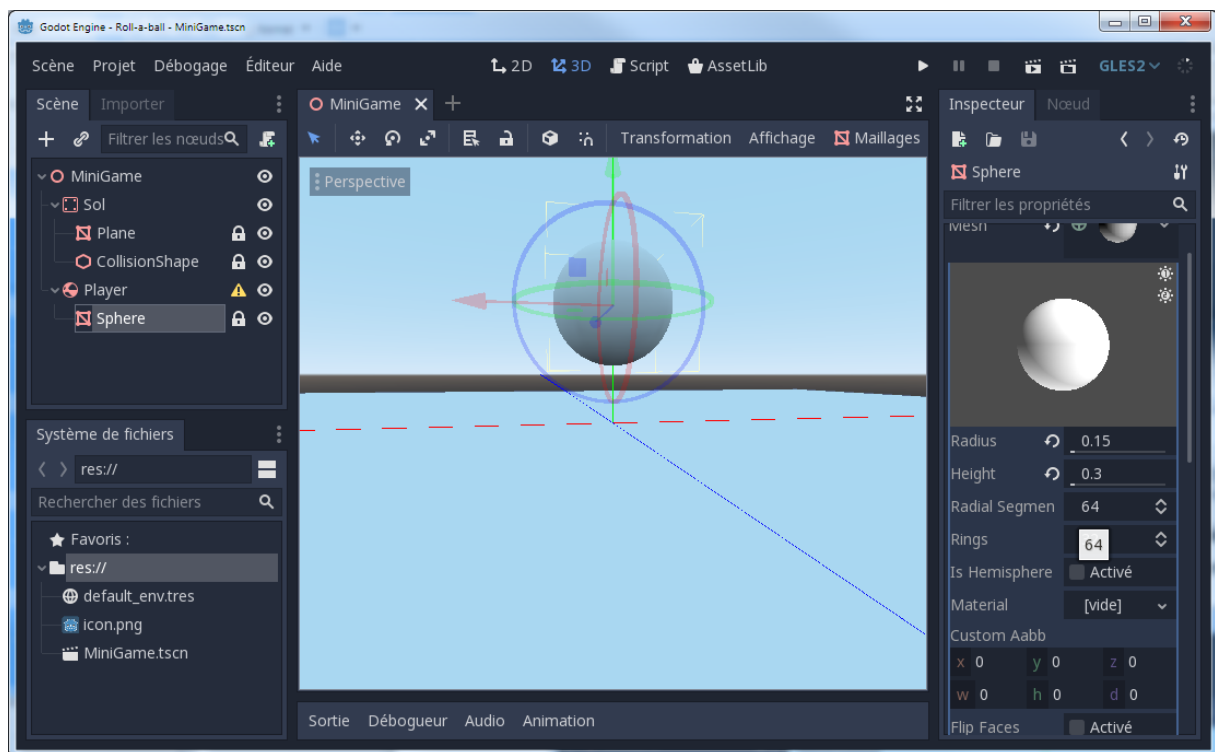 Godot Engine - Roll-a-ball - MiniGame.tscn
Scène Projet Débogage Éditeur Aide
2D 3D Script AssetLib
GLES2
Scène Importer
Filtrer les nœuds
MiniGame
Sol
Plane
CollisionShape
Player
Sphere
Système de fichiers
res://
Rechercher des fichiers
Favoris :
res://
default_env.tres
icon.png
MiniGame.tscn
MiniGame
Transformation Affichage Maillages
Perspective
Sortie Débogueur Audio Animation
Inspecteur Nœud
Sphere
Filtrer les propriétés
Mesh
Radius 0.15
Height 0.3
Radial Segmen 64
Rings
64
Is Hemisphere Activé
Material [vide]
Custom Aabb
x 0 y 0 z 0
w 0 h 0 d 0
Flip Faces Activé